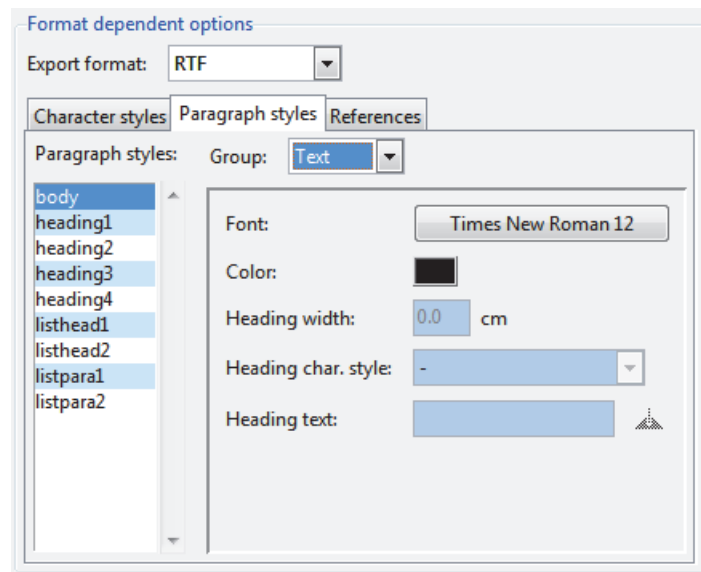 Format dependent options
Export format: RTF
Character styles Paragraph styles References
Paragraph styles: Group: Text
body
heading1
heading2
heading3
heading4
listhead1
listhead2
listpara1
listpara2
Font: Times New Roman 12
Color:
Heading width: 0.0 cm
Heading char. style: -
Heading text: